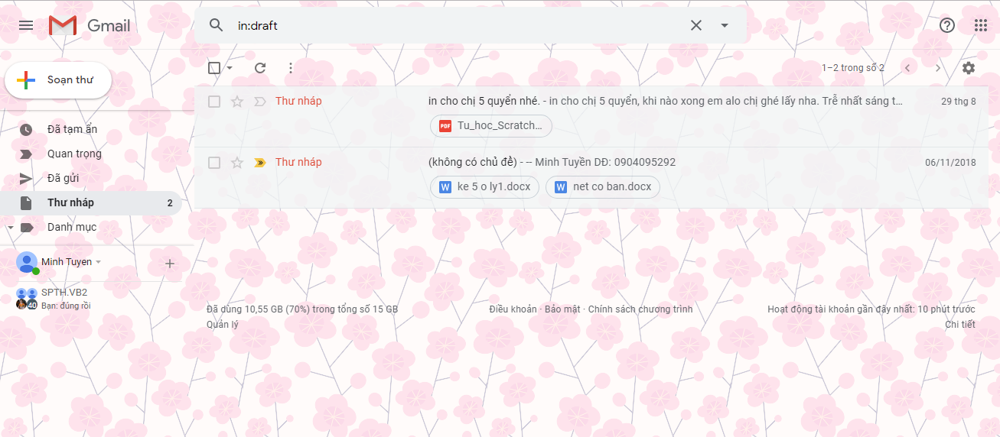 Gmail
in:draft
Soạn thư
1–2 trong số 2
Đã tạm ẩn
Quan trọng
Đã gửi
Thư nháp 2
Danh mục
Minh Tuyen
SPTH.VB2
Bạn: đúng rồi
40
Thư nháp in cho chị 5 quyển nhé. - in cho chị 5 quyển, khi nào xong em alo chị ghé lấy nha. Trễ nhất sáng t… 29 thg 8
PDF Tu_hoc_Scratch…
Thư nháp (không có chủ đề) - -- Minh Tuyền DĐ: 0904095292 06/11/2018
W ke 5 o ly1.docx W net co ban.docx
Đã dùng 10,55 GB (70%) trong tổng số 15 GB
Quản lý
Điều khoản · Bảo mật · Chính sách chương trình
Hoạt động tài khoản gần đây nhất: 10 phút trước
Chi tiết